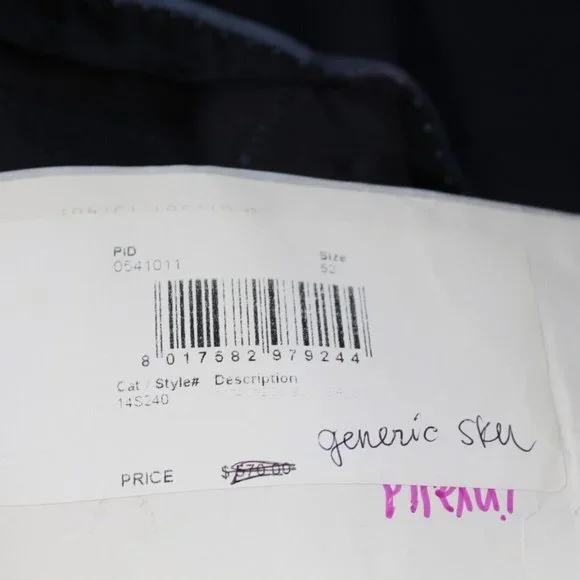 PID Size
0541011 52
8 017582 979244
Cat / Style# Description
14S240
generic sku
PRICE $570.00